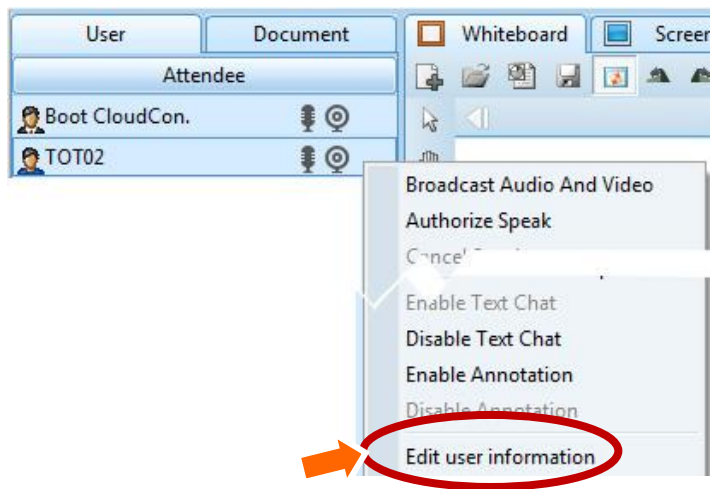 User Document Whiteboard Screen
Attendee
Boot CloudCon.
TOT02
Broadcast Audio And Video
Authorize Speak
Enable Text Chat
Disable Text Chat
Enable Annotation
Disable Annotation
Edit user information